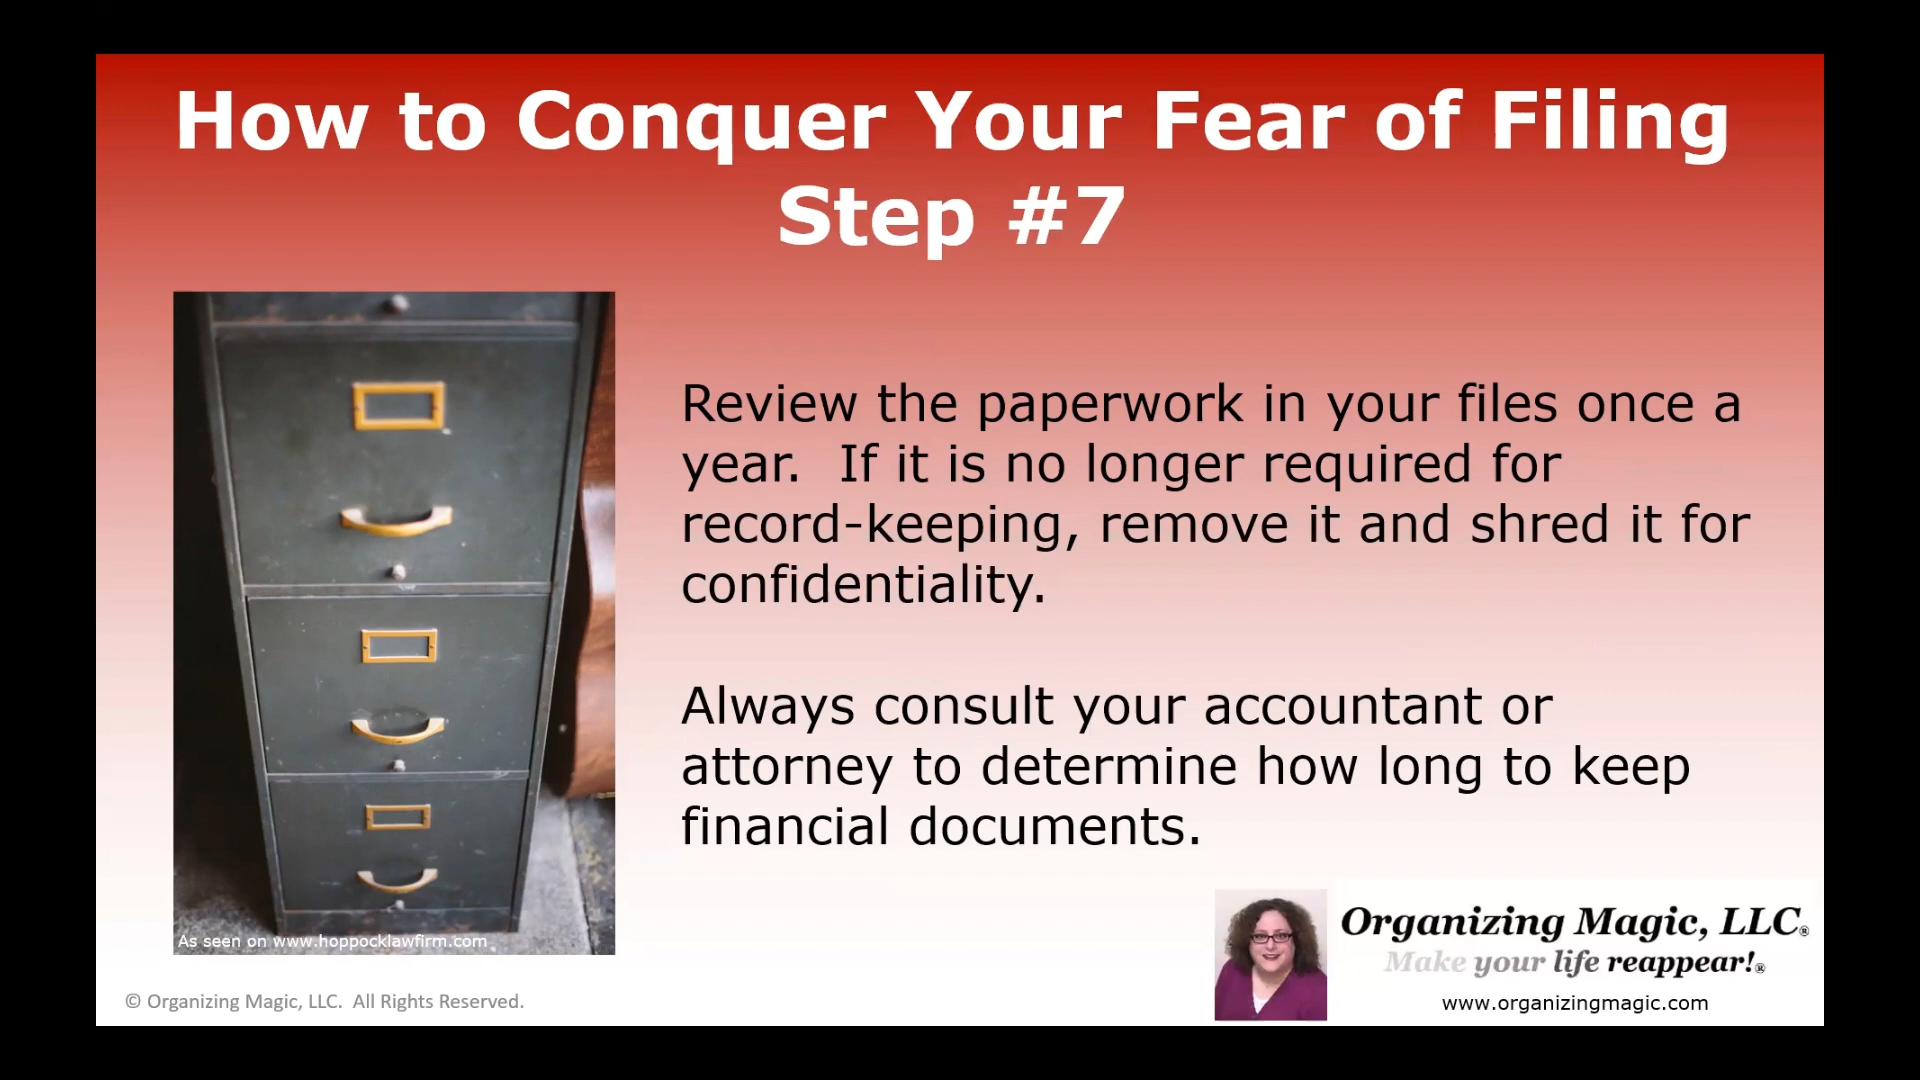 How to Conquer Your Fear of Filing
Step #7
Review the paperwork in your files once a
year.  If it is no longer required for
record-keeping, remove it and shred it for
confidentiality.
Always consult your accountant or
attorney to determine how long to keep
financial documents.
As seen on www.hoppocklawfirm.com
© Organizing Magic, LLC.  All Rights Reserved.
Organizing Magic, LLC®
Make your life reappear!®
www.organizingmagic.com